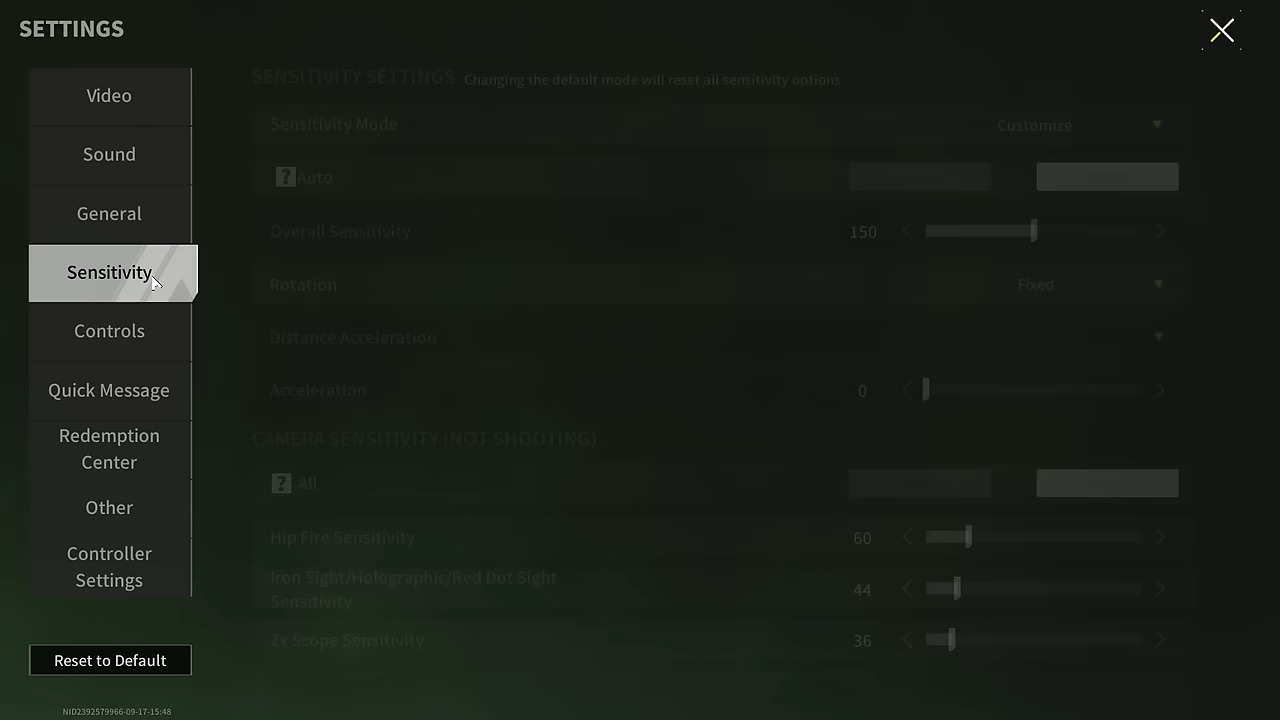 SETTINGS
Video
Sound
General
Sensitivity
Controls
Quick Message
Redemption
Center
Other
Controller
Settings
Reset to Default
NID2392579966-09-17-15:48
SENSITIVITY SETTINGS Changing the default mode will reset all sensitivity options
Sensitivity Mode Customize
? Auto
Overall Sensitivity 150
Rotation Fixed
Distance Acceleration
Acceleration 0
CAMERA SENSITIVITY (NOT SHOOTING)
? All
Hip Fire Sensitivity 60
Iron Sight/Holographic/Red Dot Sight
Sensitivity 44
2x Scope Sensitivity 36